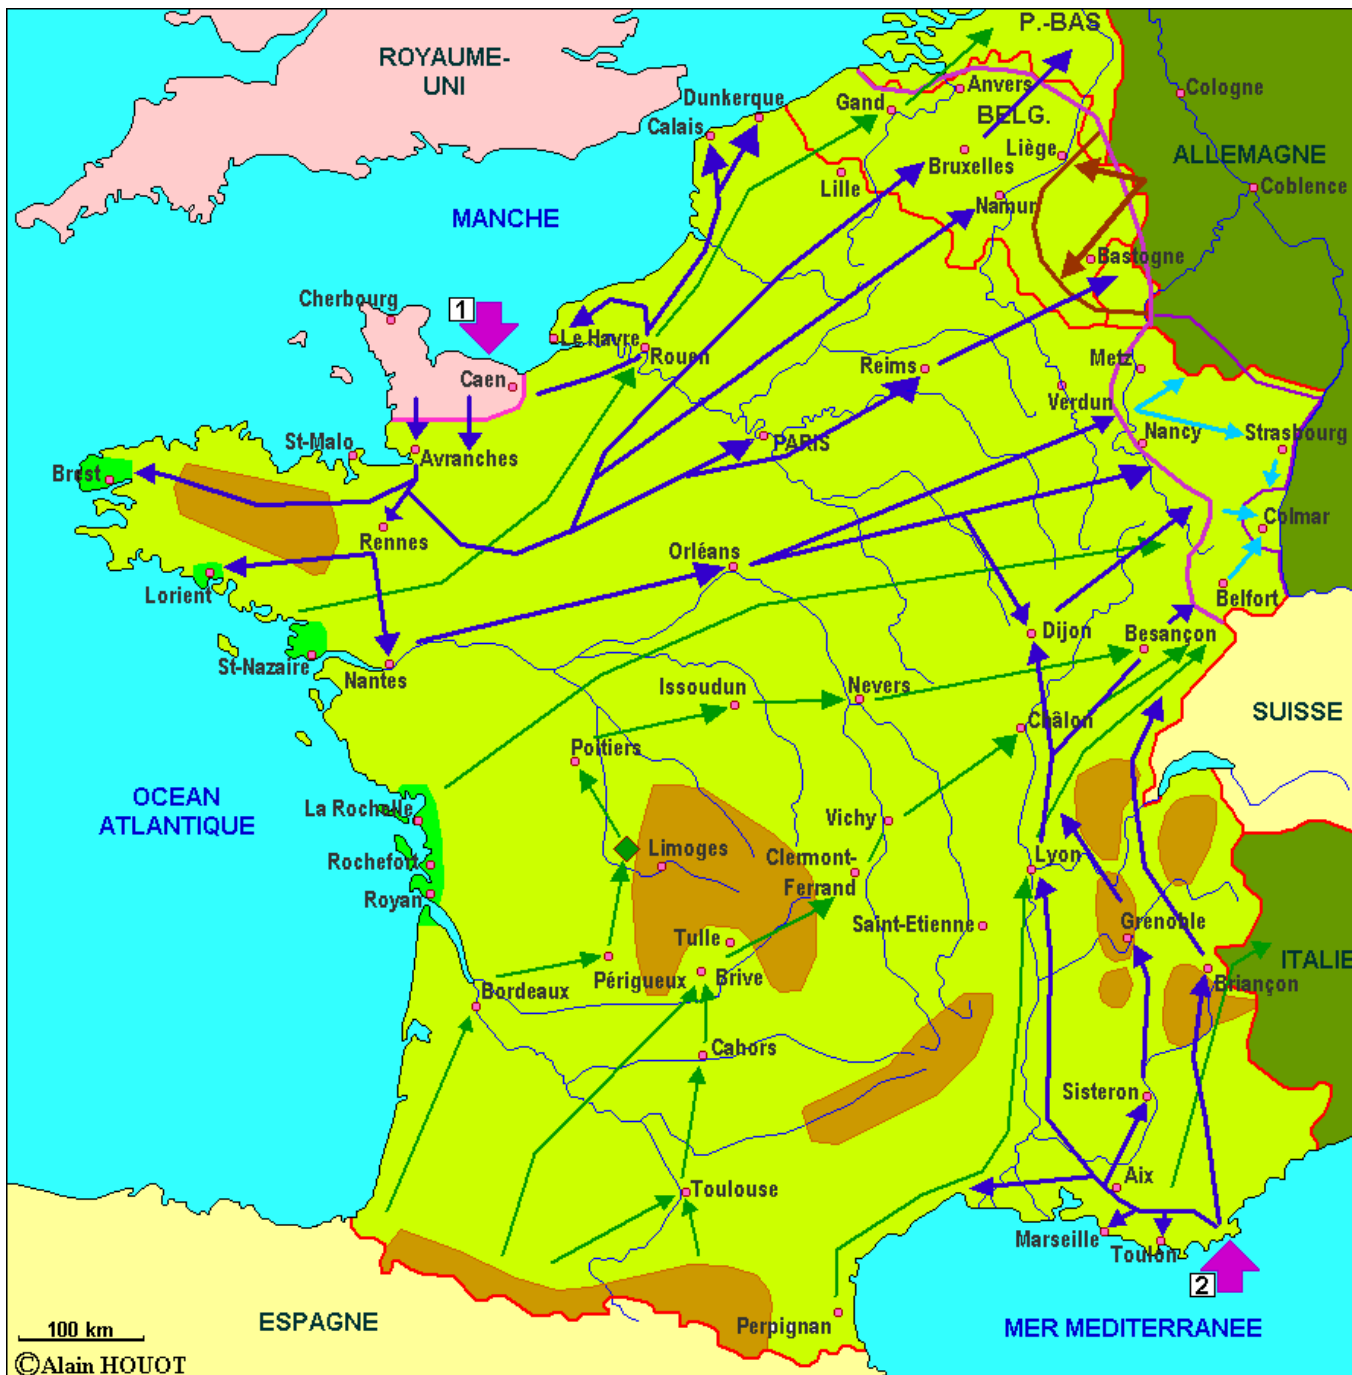 P.-BAS
ROYAUME-
UNI
Cologne
Anvers
Dunkerque
Gand
BELG.
Calais
ALLEMAGNE
Liège
Bruxelles
Lille
Coblence
Namur
MANCHE
Bastogne
Cherbourg
1
Le Havre
Rouen
Metz
Reims
Caen
Verdun
St-Malo
PARIS
Nancy
Strasbourg
Avranches
Brest
Rennes
Colmar
Orléans
Lorient
Belfort
Dijon
Besançon
St-Nazaire
Nantes
Issoudun
Nevers
SUISSE
Châlon
Poitiers
OCEAN
ATLANTIQUE
La Rochelle
Vichy
Limoges
Clermont-
Ferrand
Lyon
Rochefort
Royan
Saint-Etienne
Grenoble
Tulle
ITALIE
Périgueux
Brive
Briançon
Bordeaux
Cahors
Sisteron
Aix
Toulouse
Marseille
Toulon
2
ESPAGNE
Perpignan
MER MEDITERRANEE
100 km
©Alain HOUOT